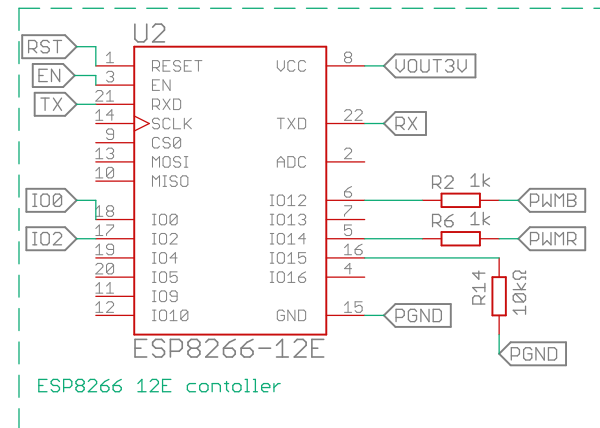 U2
RST
1
RESET
VCC
8
VOUT3V
EN
3
EN
TX
21
RXD
14
SCLK
TXD
22
RX
9
CS0
13
MOSI
ADC
2
10
MISO
IO0
18
IO0
IO12
6
R2 1k
PWMB
IO13
7
IO2
17
IO2
IO14
5
R6 1k
PWMR
19
IO4
IO15
16
20
IO5
IO16
4
R14
10kΩ
11
IO9
12
IO10
GND
15
PGND
PGND
ESP8266-12E
ESP8266 12E contoller